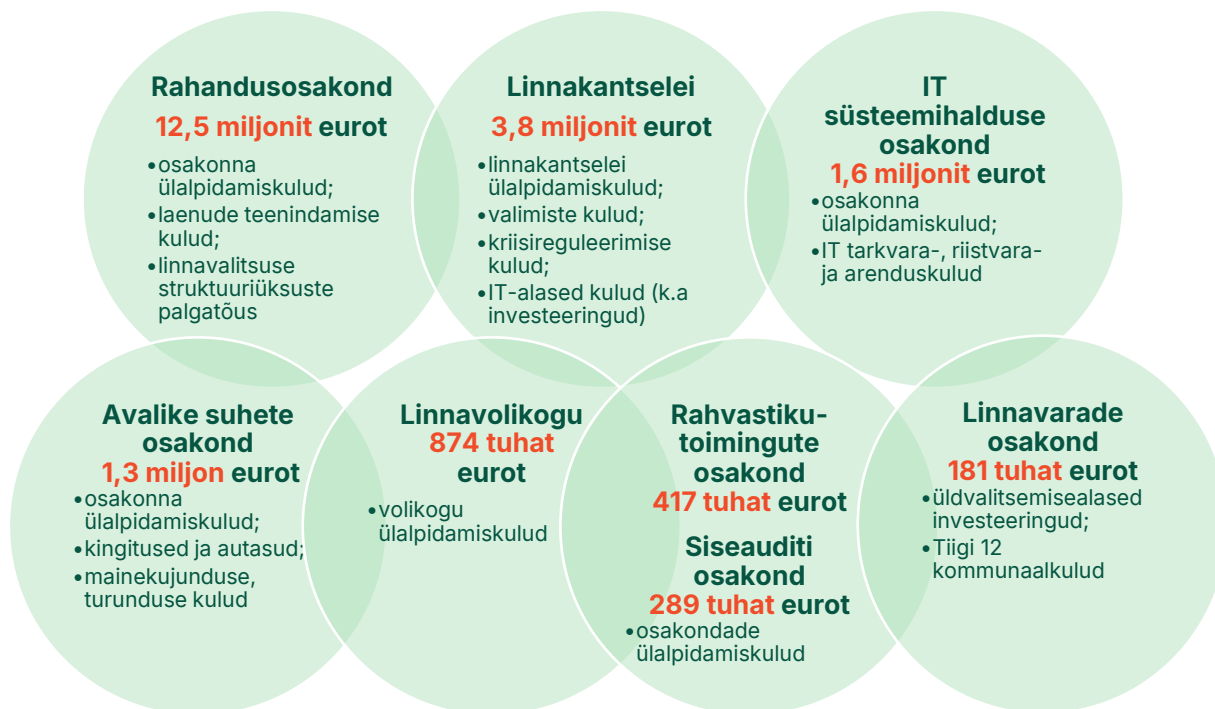 Rahandusosakond
12,5 miljonit eurot
•osakonna
ülalpidamiskulud;
•laenude teenindamise
kulud;
•linnavalitsuse
struktuuriüksuste
palgatõus
Linnakantselei
3,8 miljonit eurot
•linnakantselei
ülalpidamiskulud;
•valimiste kulud;
•kriisireguleerimise
kulud;
•IT-alased kulud (k.a
investeeringud)
IT
süsteemihalduse
osakond
1,6 miljonit eurot
•osakonna
ülalpidamiskulud;
•IT tarkvara-, riistvara-
ja arenduskulud
Avalike suhete
osakond
1,3 miljon eurot
•osakonna
ülalpidamiskulud;
•kingitused ja autasud;
•mainekujunduse,
turunduse kulud
Linnavolikogu
874 tuhat
eurot
•volikogu
ülalpidamiskulud
Rahvastiku-
toimingute
osakond
417 tuhat eurot
Siseauditi
osakond
289 tuhat eurot
•osakondade
ülalpidamiskulud
Linnavarade
osakond
181 tuhat eurot
•üldvalitsemisealased
investeeringud;
•Tiigi 12
kommunaalkulud